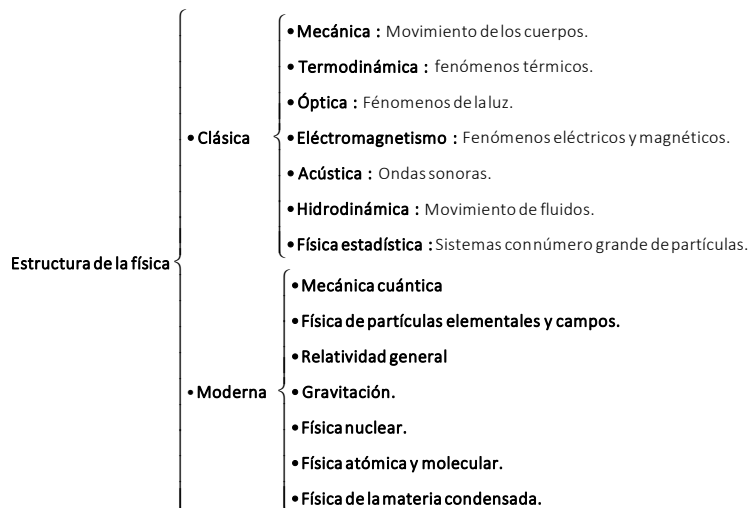 Estructura de la física
• Clásica
• Mecánica : Movimiento de los cuerpos.
• Termodinámica : fenómenos térmicos.
• Óptica : Fénomenos de la luz.
• Eléctromagnetismo : Fenómenos eléctricos y magnéticos.
• Acústica : Ondas sonoras.
• Hidrodinámica : Movimiento de fluidos.
• Física estadística : Sistemas con número grande de partículas.
• Moderna
• Mecánica cuántica
• Física de partículas elementales y campos.
• Relatividad general
• Gravitación.
• Física nuclear.
• Física atómica y molecular.
• Física de la materia condensada.